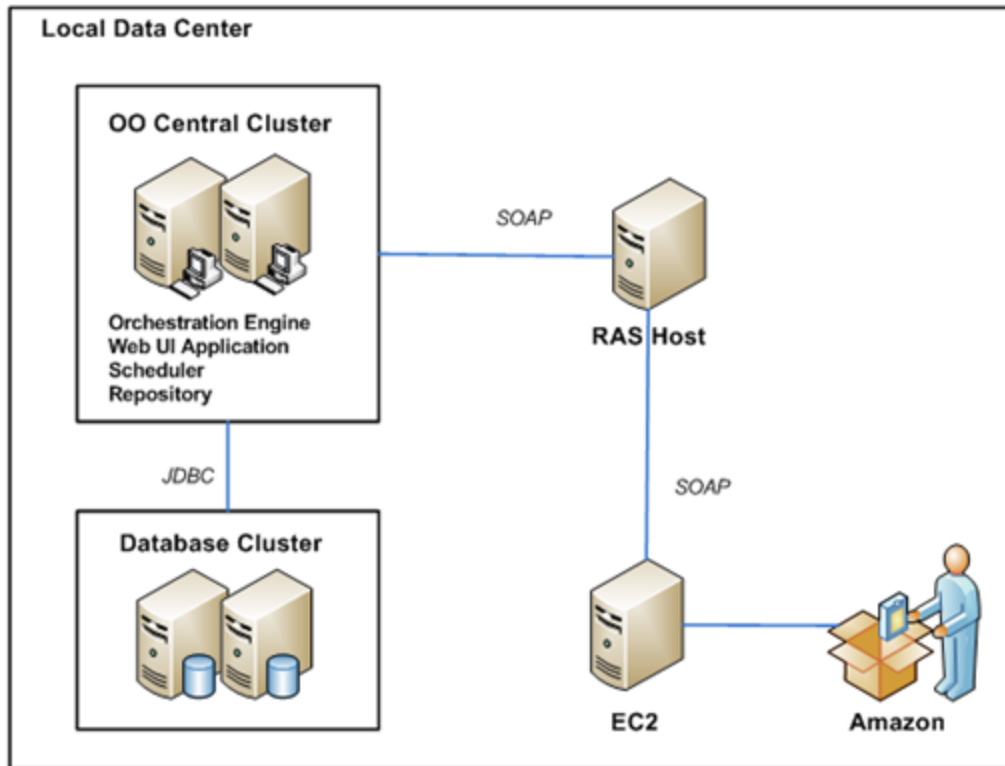 Local Data Center
OO Central Cluster
Orchestration Engine
Web UI Application
Scheduler
Repository
SOAP
RAS Host
JDBC
SOAP
Database Cluster
EC2
Amazon